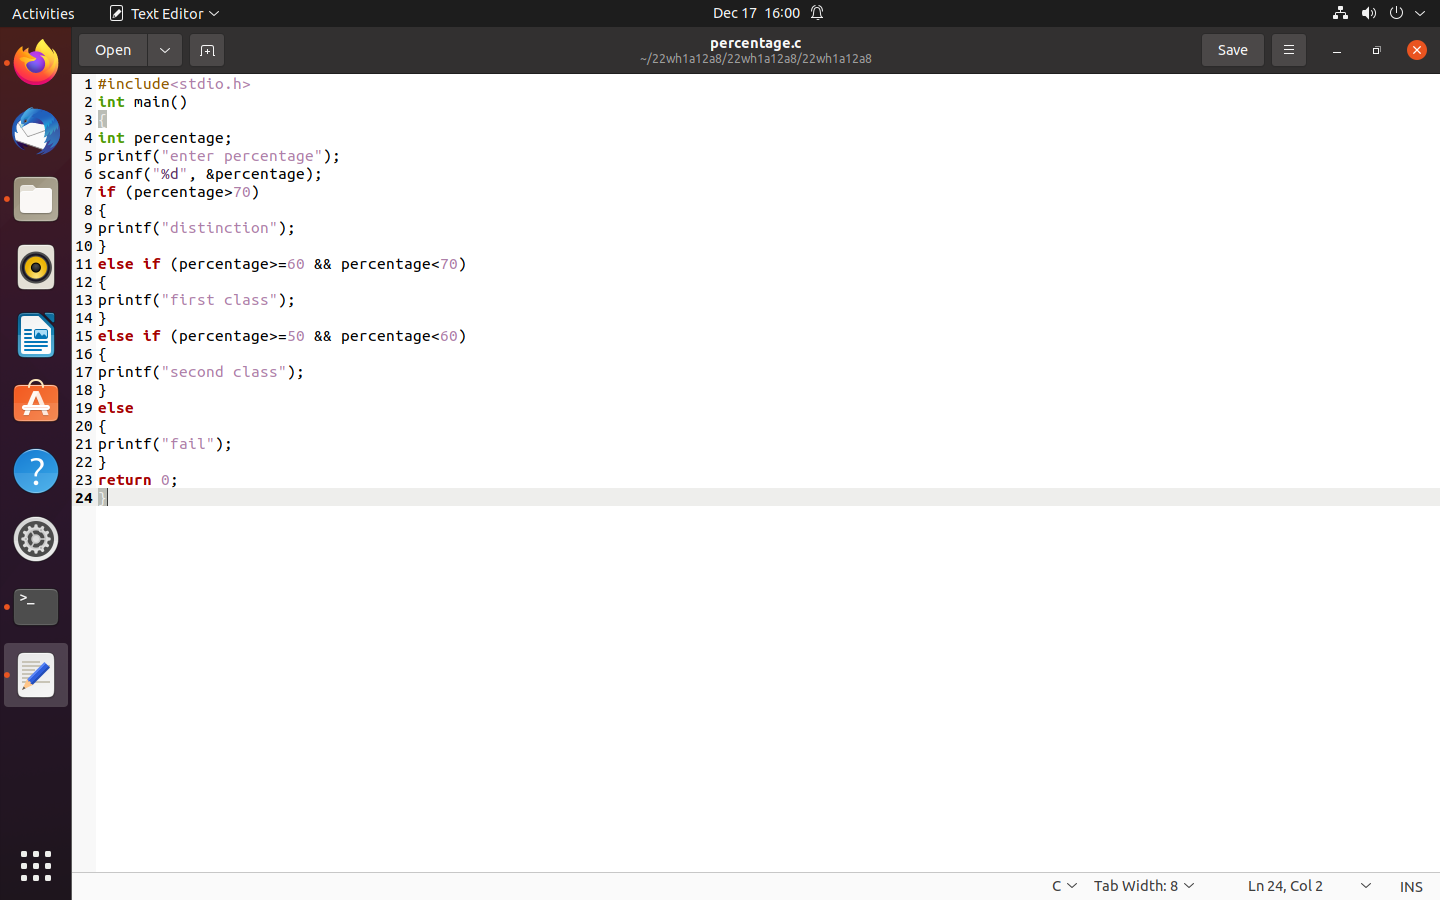 Activities Text Editor Dec 17 16:00
Open percentage.c Save
~/22wh1a12a8/22wh1a12a8/22wh1a12a8
1 #include<stdio.h>
2 int main()
3 {
4 int percentage;
5 printf("enter percentage");
6 scanf("%d", &percentage);
7 if (percentage>70)
8 {
9 printf("distinction");
10 }
11 else if (percentage>=60 && percentage<70)
12 {
13 printf("first class");
14 }
15 else if (percentage>=50 && percentage<60)
16 {
17 printf("second class");
18 }
19 else
20 {
21 printf("fail");
22 }
23 return 0;
24 }
C Tab Width: 8 Ln 24, Col 2 INS